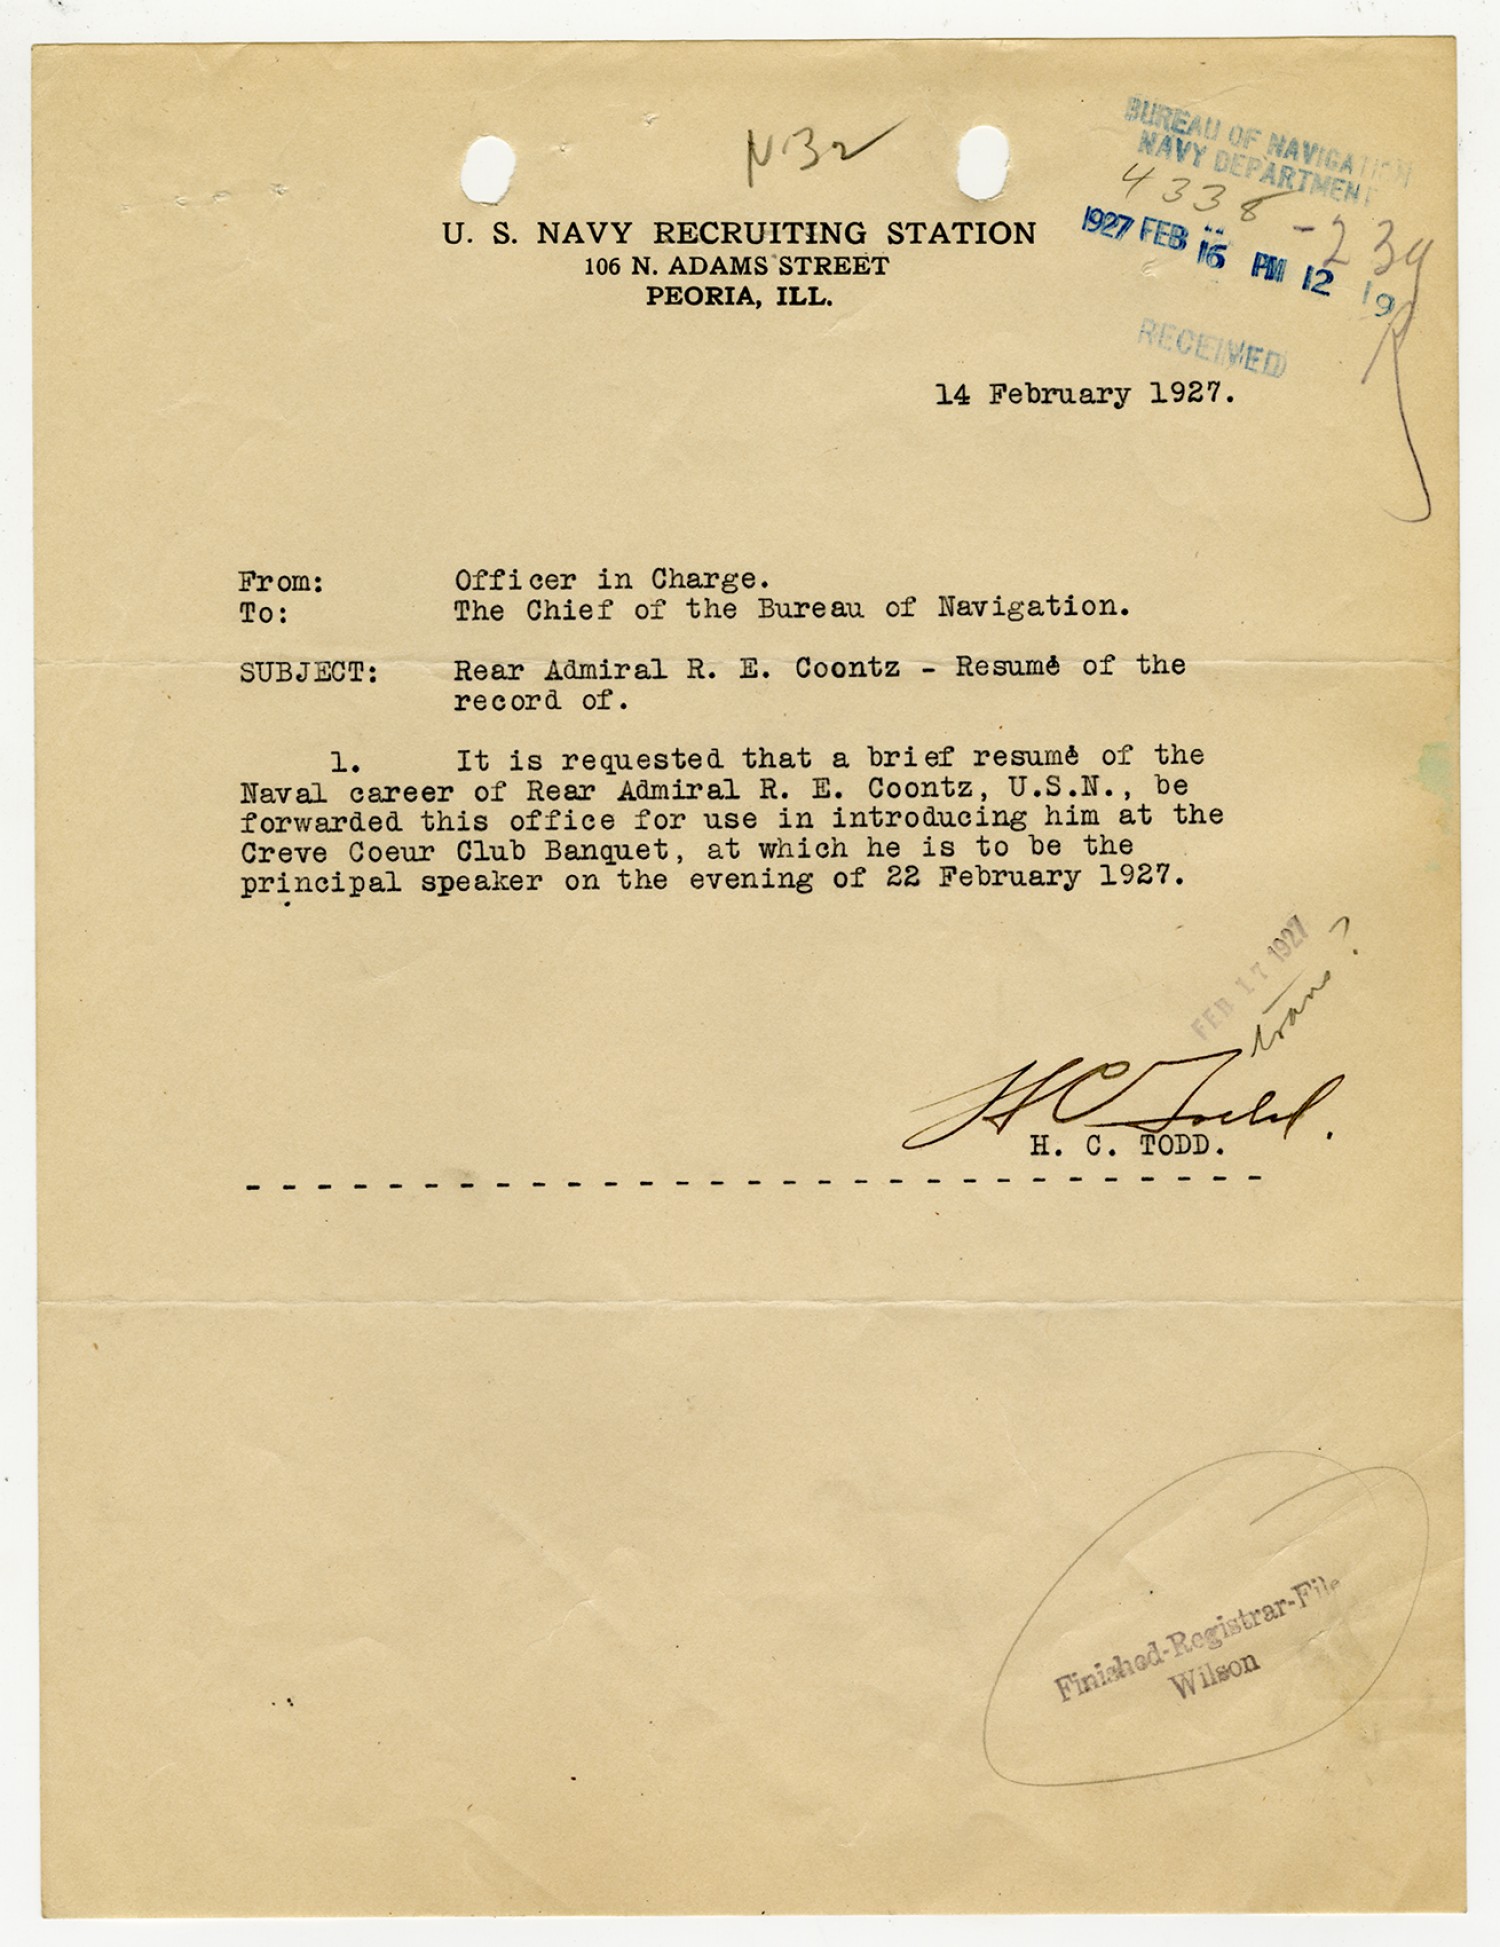 N32
BUREAU OF NAVIGATION
NAVY DEPARTMENT
4338-239
1927 FEB 16 PM 12 19
RECEIVED
U. S. NAVY RECRUITING STATION
106 N. ADAMS STREET
PEORIA, ILL.
14 February 1927.
From: Officer in Charge.
To: The Chief of the Bureau of Navigation.
SUBJECT: Rear Admiral R. E. Coontz - Resumé of the
record of.
1. It is requested that a brief resumé of the
Naval career of Rear Admiral R. E. Coontz, U.S.N., be
forwarded this office for use in introducing him at the
Creve Coeur Club Banquet, at which he is to be the
principal speaker on the evening of 22 February 1927.
FEB 17 1927
trans?
H C Todd.
H. C. TODD.
- - - - - - - - - - - - - - - - - - - - - - - - - - - - -
Finished-Registrar-File
Wilson